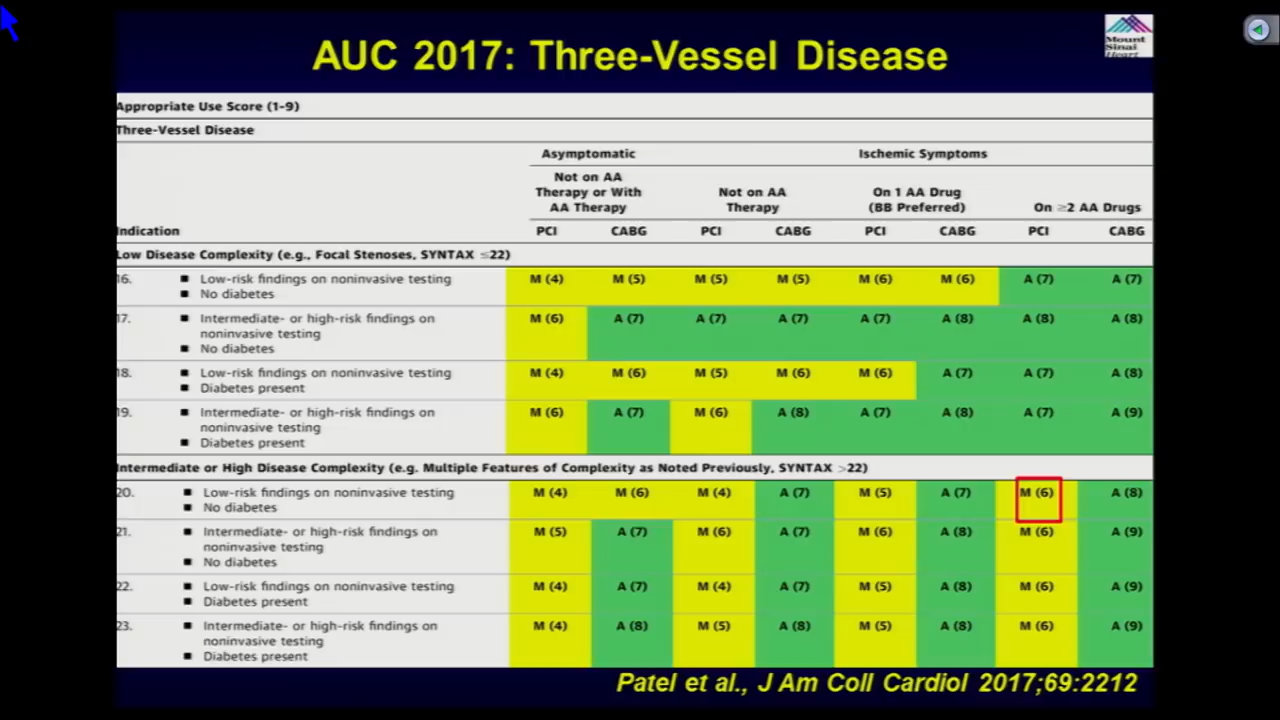 Mount
Sinai
Heart
AUC 2017: Three-Vessel Disease
Appropriate Use Score (1-9)
Three-Vessel Disease
Asymptomatic Ischemic Symptoms
Not on AA
Therapy or With
AA Therapy
Not on AA
Therapy
On 1 AA Drug
(BB Preferred)
On ≥2 AA Drugs
Indication PCI CABG PCI CABG PCI CABG PCI CABG
Low Disease Complexity (e.g., Focal Stenoses, SYNTAX ≤22)
16. ■ Low-risk findings on noninvasive testing M (4) M (5) M (5) M (5) M (6) M (6) A (7) A (7)
■ No diabetes
17. ■ Intermediate- or high-risk findings on M (6) A (7) A (7) A (7) A (7) A (8) A (8) A (8)
noninvasive testing
■ No diabetes
18. ■ Low-risk findings on noninvasive testing M (4) M (6) M (5) M (6) M (6) A (7) A (7) A (8)
■ Diabetes present
19. ■ Intermediate- or high-risk findings on M (6) A (7) M (6) A (8) A (7) A (8) A (7) A (9)
noninvasive testing
■ Diabetes present
Intermediate or High Disease Complexity (e.g. Multiple Features of Complexity as Noted Previously, SYNTAX >22)
20. ■ Low-risk findings on noninvasive testing M (4) M (6) M (4) A (7) M (5) A (7) M (6) A (8)
■ No diabetes
21. ■ Intermediate- or high-risk findings on M (5) A (7) M (6) A (7) M (6) A (8) M (6) A (9)
noninvasive testing
■ No diabetes
22. ■ Low-risk findings on noninvasive testing M (4) A (7) M (4) A (7) M (5) A (8) M (6) A (9)
■ Diabetes present
23. ■ Intermediate- or high-risk findings on M (4) A (8) M (5) A (8) M (5) A (8) M (6) A (9)
noninvasive testing
■ Diabetes present
Patel et al., J Am Coll Cardiol 2017;69:2212